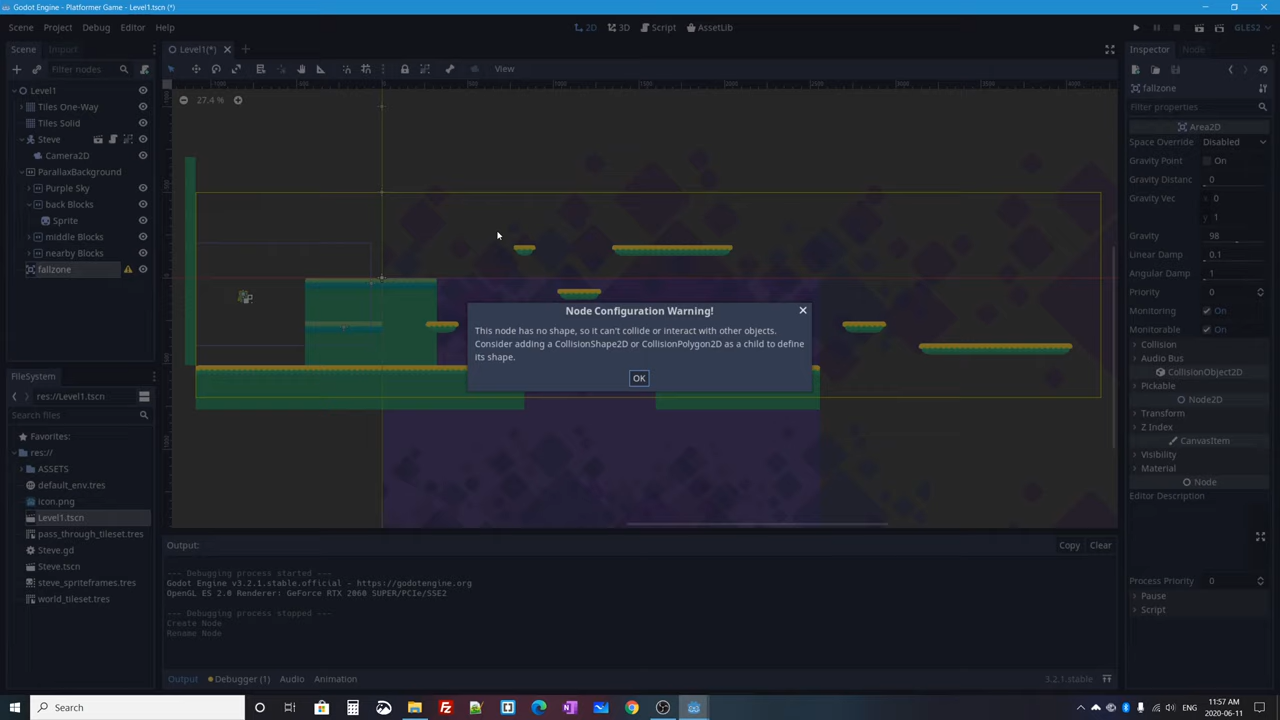 Godot Engine - Platformer Game - Level1.tscn (*)
Scene Project Debug Editor Help
2D 3D Script AssetLib
GLES2
Scene Import
Level1(*)
Inspector Node
Filter nodes
View
Level1
Tiles One-Way
Tiles Solid
Steve
Camera2D
ParallaxBackground
Purple Sky
back Blocks
Sprite
middle Blocks
nearby Blocks
fallzone
27.4 %
Node Configuration Warning!
This node has no shape, so it can't collide or interact with other objects.
Consider adding a CollisionShape2D or CollisionPolygon2D as a child to define
its shape.
OK
fallzone
Filter properties
Area2D
Space Override Disabled
Gravity Point On
Gravity Distanc 0
Gravity Vec x 0
y 1
Gravity 98
Linear Damp 0.1
Angular Damp 1
Priority 0
Monitoring On
Monitorable On
Collision
Audio Bus
CollisionObject2D
Pickable
Node2D
Transform
Z Index
CanvasItem
Visibility
Material
Node
Editor Description
Process Priority 0
Pause
Script
FileSystem
res://Level1.tscn
Search files
Favorites:
res://
ASSETS
default_env.tres
icon.png
Level1.tscn
pass_through_tileset.tres
Steve.gd
Steve.tscn
steve_spriteframes.tres
world_tileset.tres
Output:
Copy Clear
--- Debugging process started ---
Godot Engine v3.2.1.stable.official - https://godotengine.org
OpenGL ES 2.0 Renderer: GeForce RTX 2060 SUPER/PCIe/SSE2
--- Debugging process stopped ---
Create Node
Rename Node
Output Debugger (1) Audio Animation
3.2.1.stable
Search
ENG
11:57 AM
2020-06-11